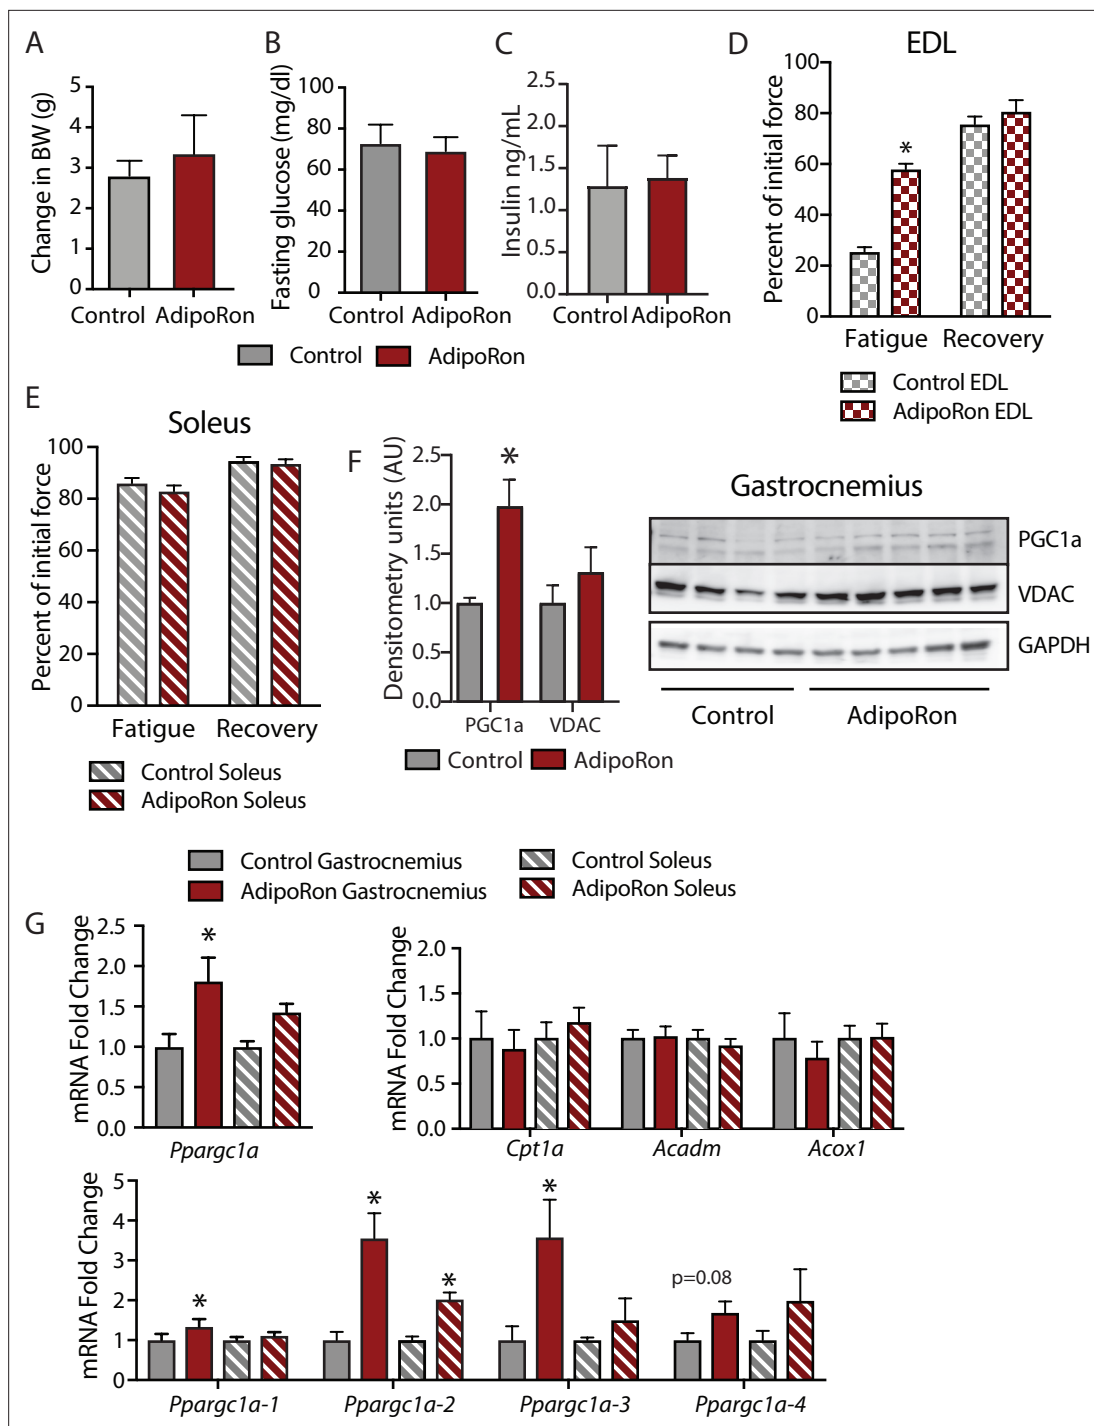 A
Change in BW (g)
5
4
3
2
1
0
Control AdipoRon
B
Fasting glucose (mg/dl)
100
80
60
40
20
0
Control AdipoRon
C
Insulin ng/mL
2.5
2.0
1.5
1.0
0.5
0.0
Control AdipoRon
Control AdipoRon
D EDL
Percent of initial force
100
80
60
40
20
0
*
Fatigue Recovery
Control EDL
AdipoRon EDL
E
Soleus
Percent of initial force
100
80
60
40
20
0
Fatigue Recovery
Control Soleus
AdipoRon Soleus
F
Densitometry units (AU)
2.5
2.0
1.5
1.0
0.5
0.0
*
PGC1a VDAC
Control AdipoRon
Gastrocnemius
PGC1a
VDAC
GAPDH
Control AdipoRon
Control Gastrocnemius Control Soleus
AdipoRon Gastrocnemius AdipoRon Soleus
G
mRNA Fold Change
2.5
2.0
1.5
1.0
0.5
0.0
*
Ppargc1a
mRNA Fold Change
2.0
1.5
1.0
0.5
0.0
Cpt1a Acadm Acox1
mRNA Fold Change
5
4
3
2
1
0
* * * *
p=0.08
Ppargc1a-1 Ppargc1a-2 Ppargc1a-3 Ppargc1a-4